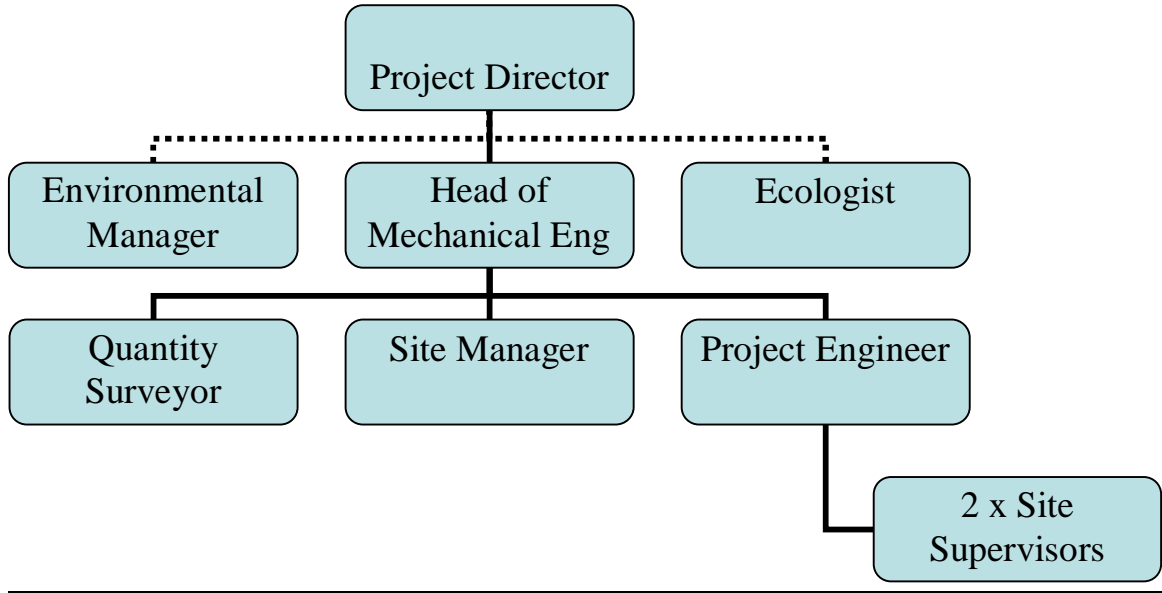 Project Director
Environmental
Manager
Head of
Mechanical Eng
Ecologist
Quantity
Surveyor
Site Manager
Project Engineer
2 x Site
Supervisors